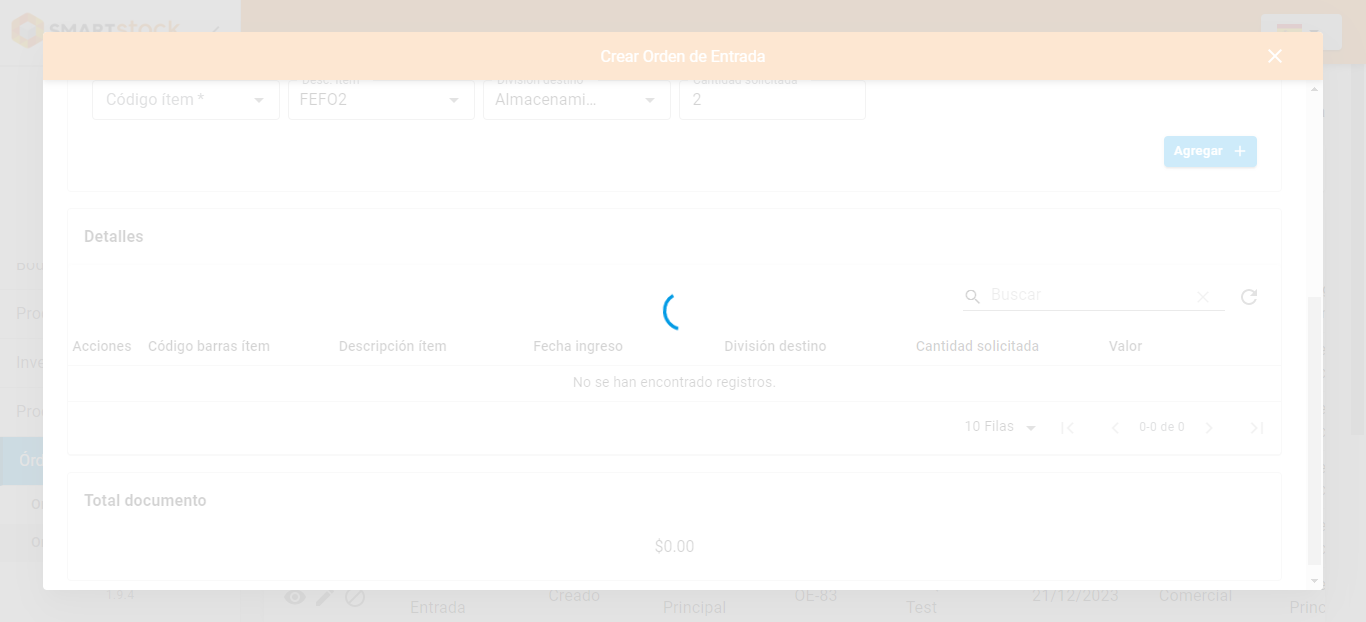 SMARTstock
Crear Orden de Entrada
Desc. ítem
División destino
Cantidad solicitada
Código ítem *
FEFO2
Almacenami...
2
Agregar
Detalles
Buscar
Acciones
Código barras ítem
Descripción ítem
Fecha ingreso
División destino
Cantidad solicitada
Valor
No se han encontrado registros.
10 Filas
0-0 de 0
Total documento
$0.00
1.9.4
Entrada
Creado
Principal
OE-83
Test
21/12/2023
Comercial
Princ